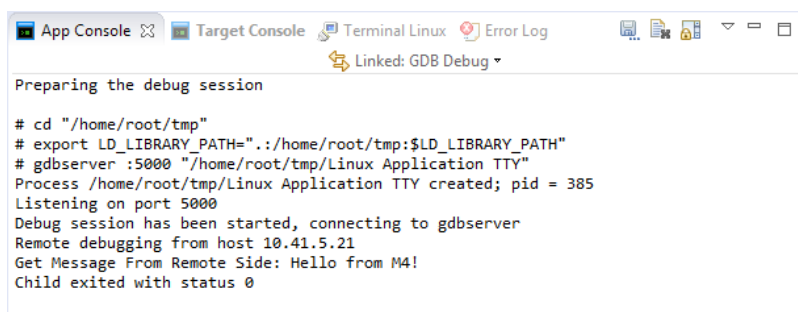 App Console Target Console Terminal Linux Error Log
Linked: GDB Debug
Preparing the debug session
# cd "/home/root/tmp"
# export LD_LIBRARY_PATH=".:/home/root/tmp:$LD_LIBRARY_PATH"
# gdbserver :5000 "/home/root/tmp/Linux Application TTY"
Process /home/root/tmp/Linux Application TTY created; pid = 385
Listening on port 5000
Debug session has been started, connecting to gdbserver
Remote debugging from host 10.41.5.21
Get Message From Remote Side: Hello from M4!
Child exited with status 0